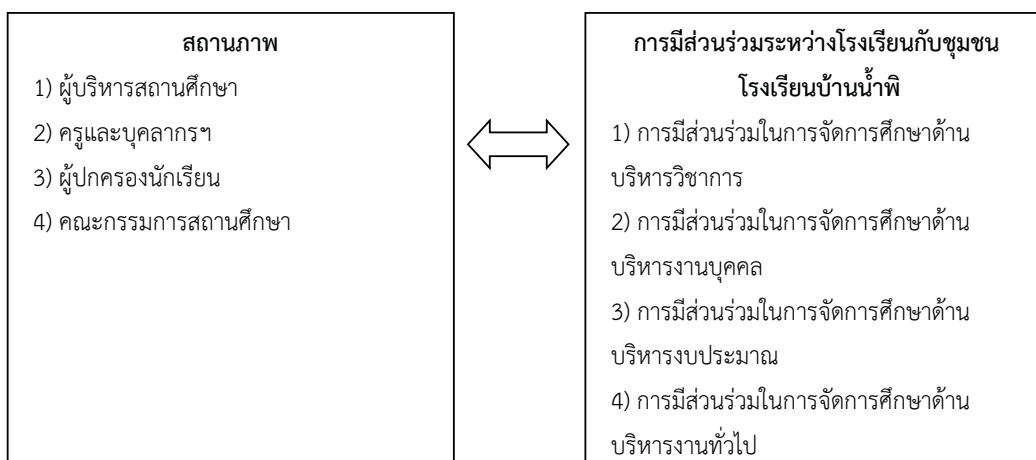 สถานภาพ
1) ผู้บริหารสถานศึกษา
2) ครูและบุคลากรฯ
3) ผู้ปกครองนักเรียน
4) คณะกรรมการสถานศึกษา
การมีส่วนร่วมระหว่างโรงเรียนกับชุมชน
โรงเรียนบ้านน้ำพิ
1) การมีส่วนร่วมในการจัดการศึกษาด้าน
บริหารวิชาการ
2) การมีส่วนร่วมในการจัดการศึกษาด้าน
บริหารงานบุคคล
3) การมีส่วนร่วมในการจัดการศึกษาด้าน
บริหารงบประมาณ
4) การมีส่วนร่วมในการจัดการศึกษาด้าน
บริหารงานทั่วไป